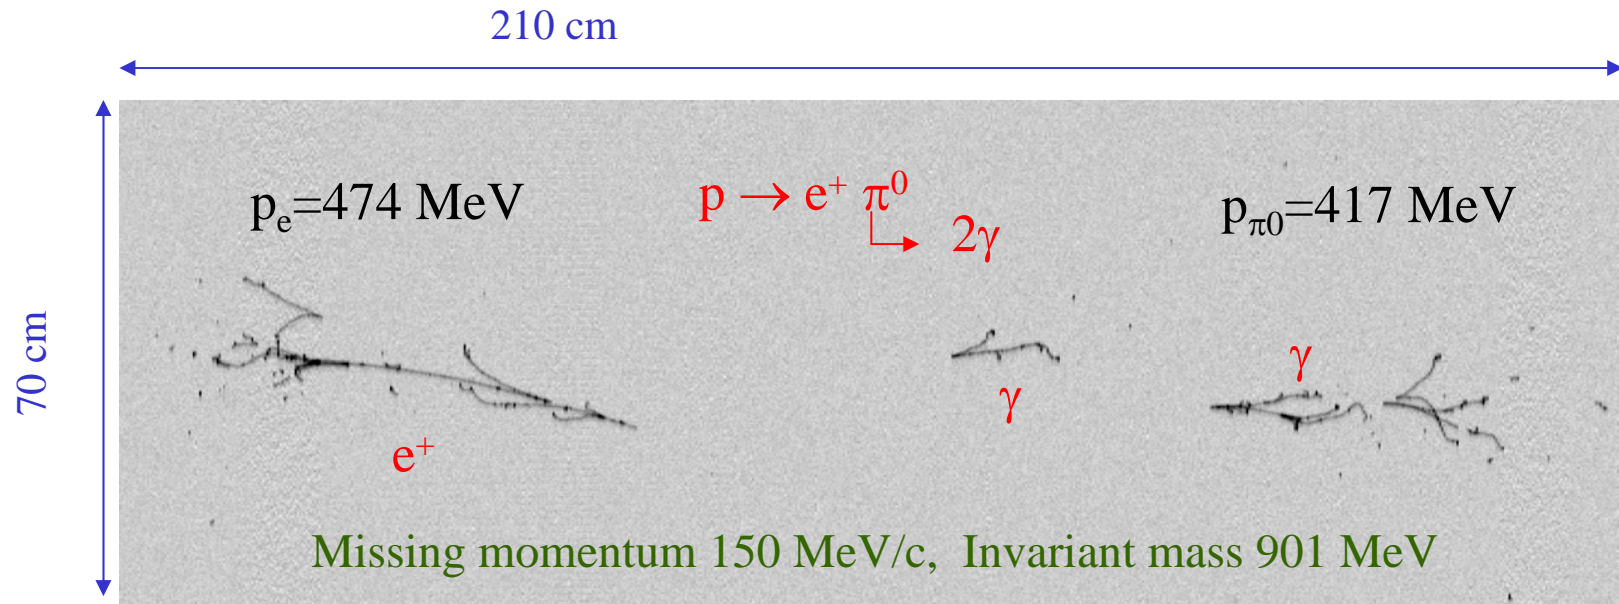 210 cm
70 cm
pe=474 MeV
p → e+ π0
2γ
pπ0=417 MeV
γ
γ
e+
Missing momentum 150 MeV/c, Invariant mass 901 MeV